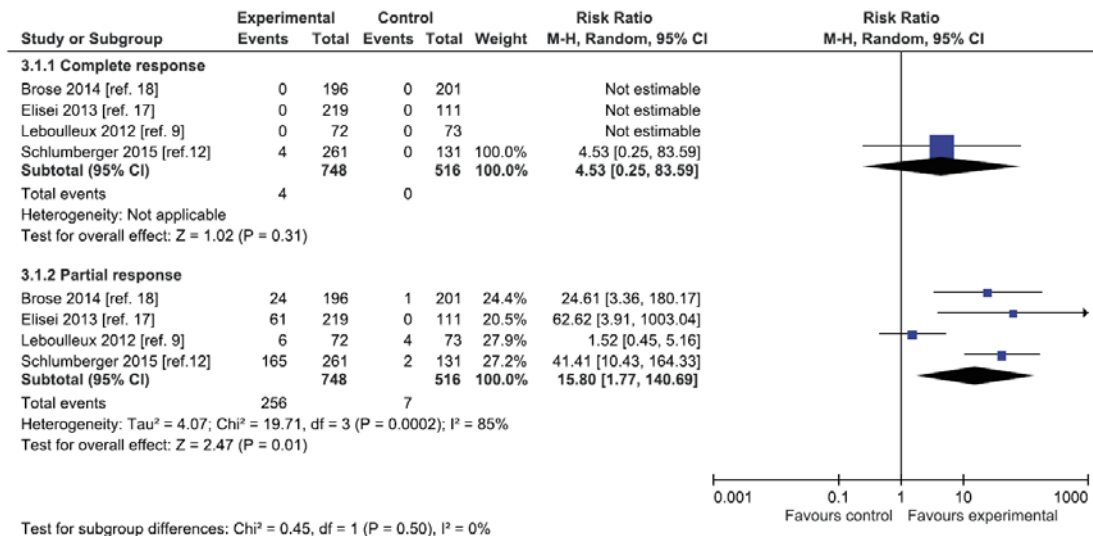 Experimental Control Risk Ratio Risk Ratio
Study or Subgroup Events Total Events Total Weight M-H, Random, 95% CI M-H, Random, 95% CI
3.1.1 Complete response
Brose 2014 [ref. 18] 0 196 0 201 Not estimable
Elisei 2013 [ref. 17] 0 219 0 111 Not estimable
Leboulleux 2012 [ref. 9] 0 72 0 73 Not estimable
Schlumberger 2015 [ref.12] 4 261 0 131 100.0% 4.53 [0.25, 83.59]
Subtotal (95% CI) 748 516 100.0% 4.53 [0.25, 83.59]
Total events 4 0
Heterogeneity: Not applicable
Test for overall effect: Z = 1.02 (P = 0.31)
3.1.2 Partial response
Brose 2014 [ref. 18] 24 196 1 201 24.4% 24.61 [3.36, 180.17]
Elisei 2013 [ref. 17] 61 219 0 111 20.5% 62.62 [3.91, 1003.04]
Leboulleux 2012 [ref. 9] 6 72 4 73 27.9% 1.52 [0.45, 5.16]
Schlumberger 2015 [ref.12] 165 261 2 131 27.2% 41.41 [10.43, 164.33]
Subtotal (95% CI) 748 516 100.0% 15.80 [1.77, 140.69]
Total events 256 7
Heterogeneity: Tau² = 4.07; Chi² = 19.71, df = 3 (P = 0.0002); I² = 85%
Test for overall effect: Z = 2.47 (P = 0.01)
0.001 0.1 1 10 1000
Favours control Favours experimental
Test for subgroup differences: Chi² = 0.45, df = 1 (P = 0.50), I² = 0%